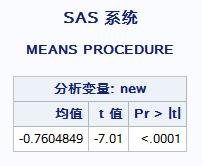 SAS 系统
MEANS PROCEDURE
分析变量: new
均值 t 值 Pr > |t|
-0.7604849 -7.01 <.0001